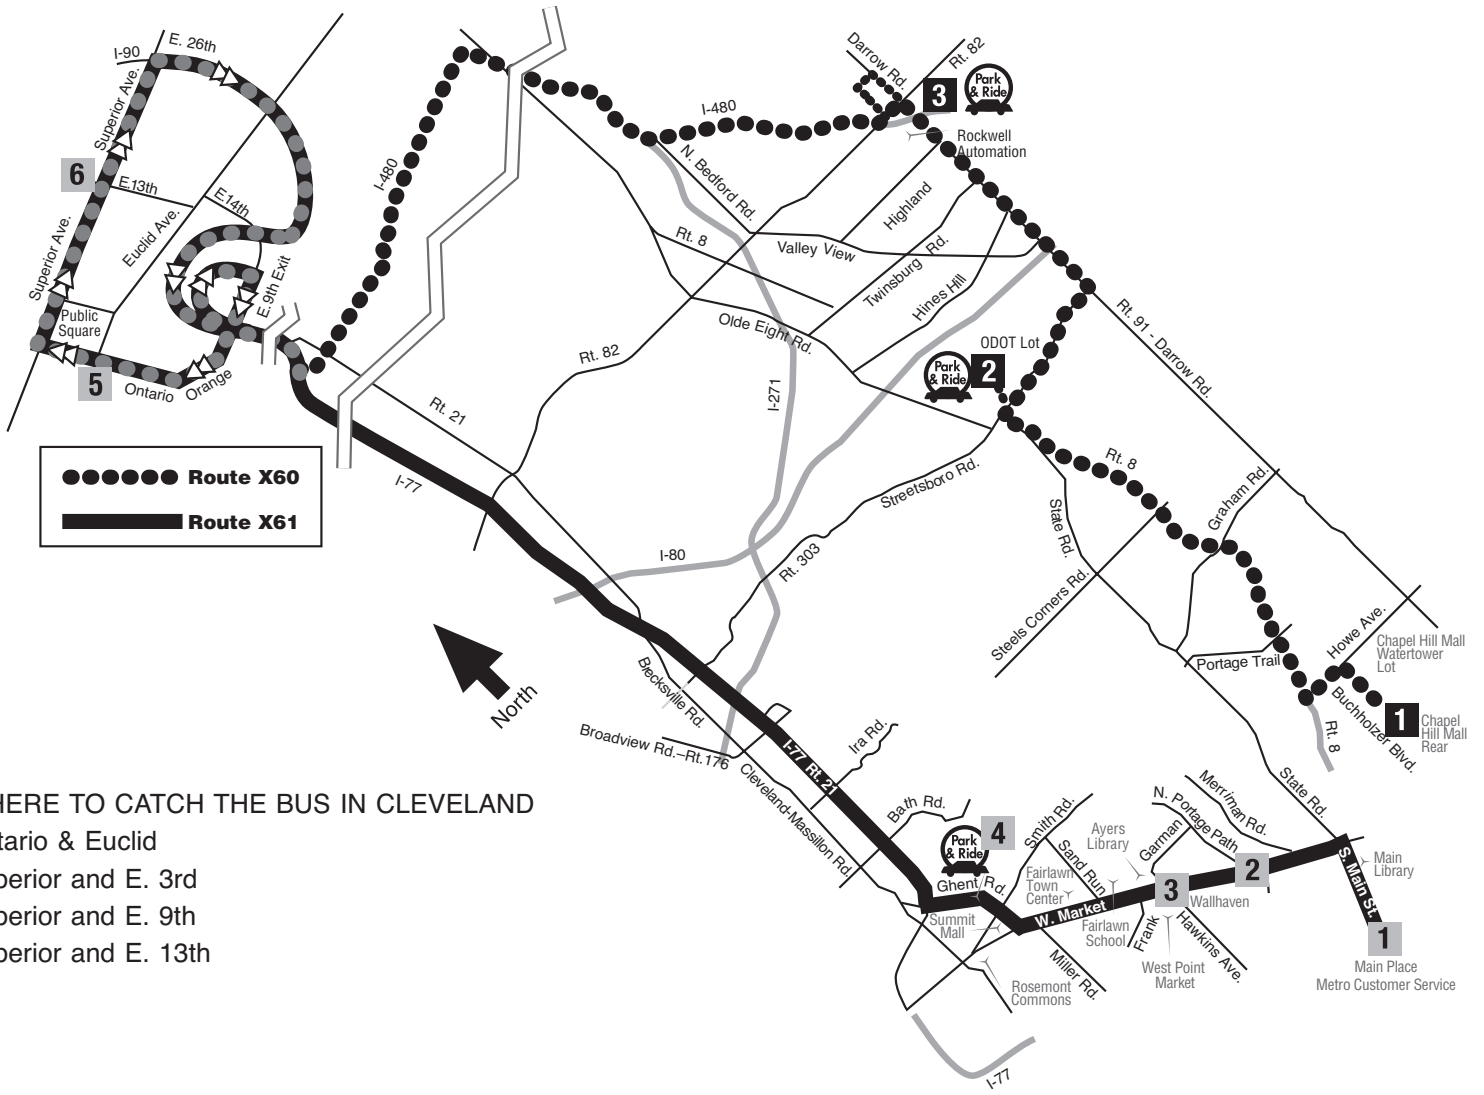 I-90
E. 26th
Superior Ave.
6
E.13th
E.14th
Euclid Ave.
Superior Ave.
E. 9th Exit
Public
Square
5
Ontario
Orange
Route X60
Route X61
I-480
I-480
Darrow Rd.
Rt. 82
3
Park
& Ride
Rockwell
Automation
N. Bedford Rd.
Highland
Rt. 8
Valley View
Twinsburg Rd.
Hines Hill
Olde Eight Rd.
Rt. 82
Rt. 21
I-77
I-271
ODOT Lot
Park
& Ride
2
Rt. 91 - Darrow Rd.
Streetsboro Rd.
Rt. 8
State Rd.
Graham Rd.
I-80
Rt. 303
Steels Corners Rd.
Portage Trail
Howe Ave.
Chapel Hill Mall
Watertower
Lot
Buchholzer Blvd.
1
Chapel
Hill Mall
Rear
Rt. 8
State Rd.
North
Brecksville Rd.
Broadview Rd.–Rt.176
I-77 Rt. 21
Ira Rd.
Cleveland-Massillon Rd.
Bath Rd.
Park
& Ride
4
Ghent Rd.
Summit
Mall
Smith Rd.
Sand Run
Fairlawn
Town
Center
Ayers
Library
Garman
N. Portage Path
Merriman Rd.
W. Market
3
2
Wallhaven
Fairlawn
School
Frank
Hawkins Ave.
West Point
Market
Miller Rd.
Rosemont
Commons
S. Main St.
Main
Library
1
Main Place
Metro Customer Service
I-77
HERE TO CATCH THE BUS IN CLEVELAND
tario & Euclid
perior and E. 3rd
perior and E. 9th
perior and E. 13th